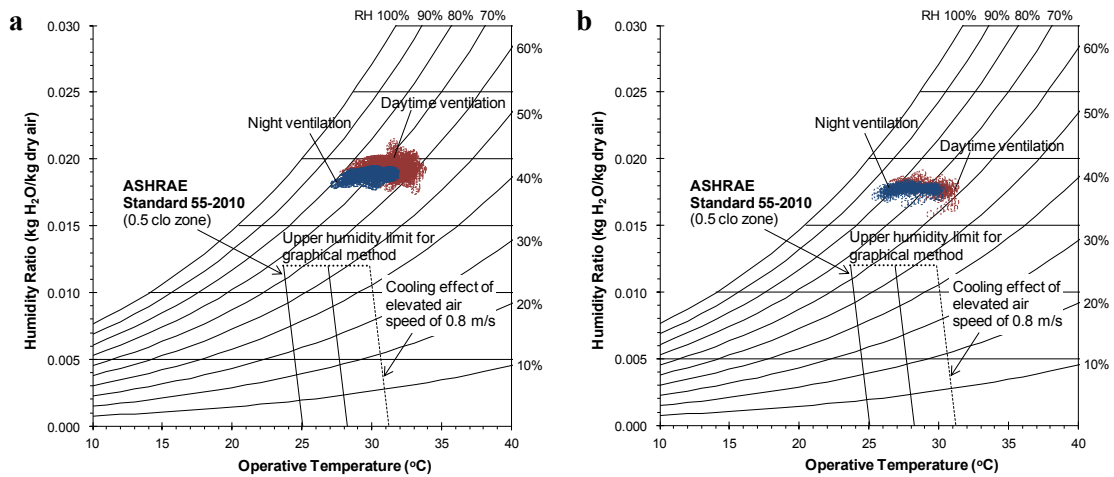 a
RH 100% 90% 80% 70%
60%
50%
40%
30%
20%
10%
0.030
0.025
0.020
0.015
0.010
0.005
0.000
Humidity Ratio (kg H₂O/kg dry air)
Daytime ventilation
Night ventilation
ASHRAE
Standard 55-2010
(0.5 clo zone)
Upper humidity limit for
graphical method
Cooling effect of
elevated air
speed of 0.8 m/s
10 15 20 25 30 35 40
Operative Temperature (°C)
b
RH 100% 90% 80% 70%
60%
50%
40%
30%
20%
10%
0.030
0.025
0.020
0.015
0.010
0.005
0.000
Humidity Ratio (kg H₂O/kg dry air)
Night ventilation
Daytime ventilation
ASHRAE
Standard 55-2010
(0.5 clo zone)
Upper humidity limit for
graphical method
Cooling effect of
elevated air
speed of 0.8 m/s
10 15 20 25 30 35 40
Operative Temperature (°C)